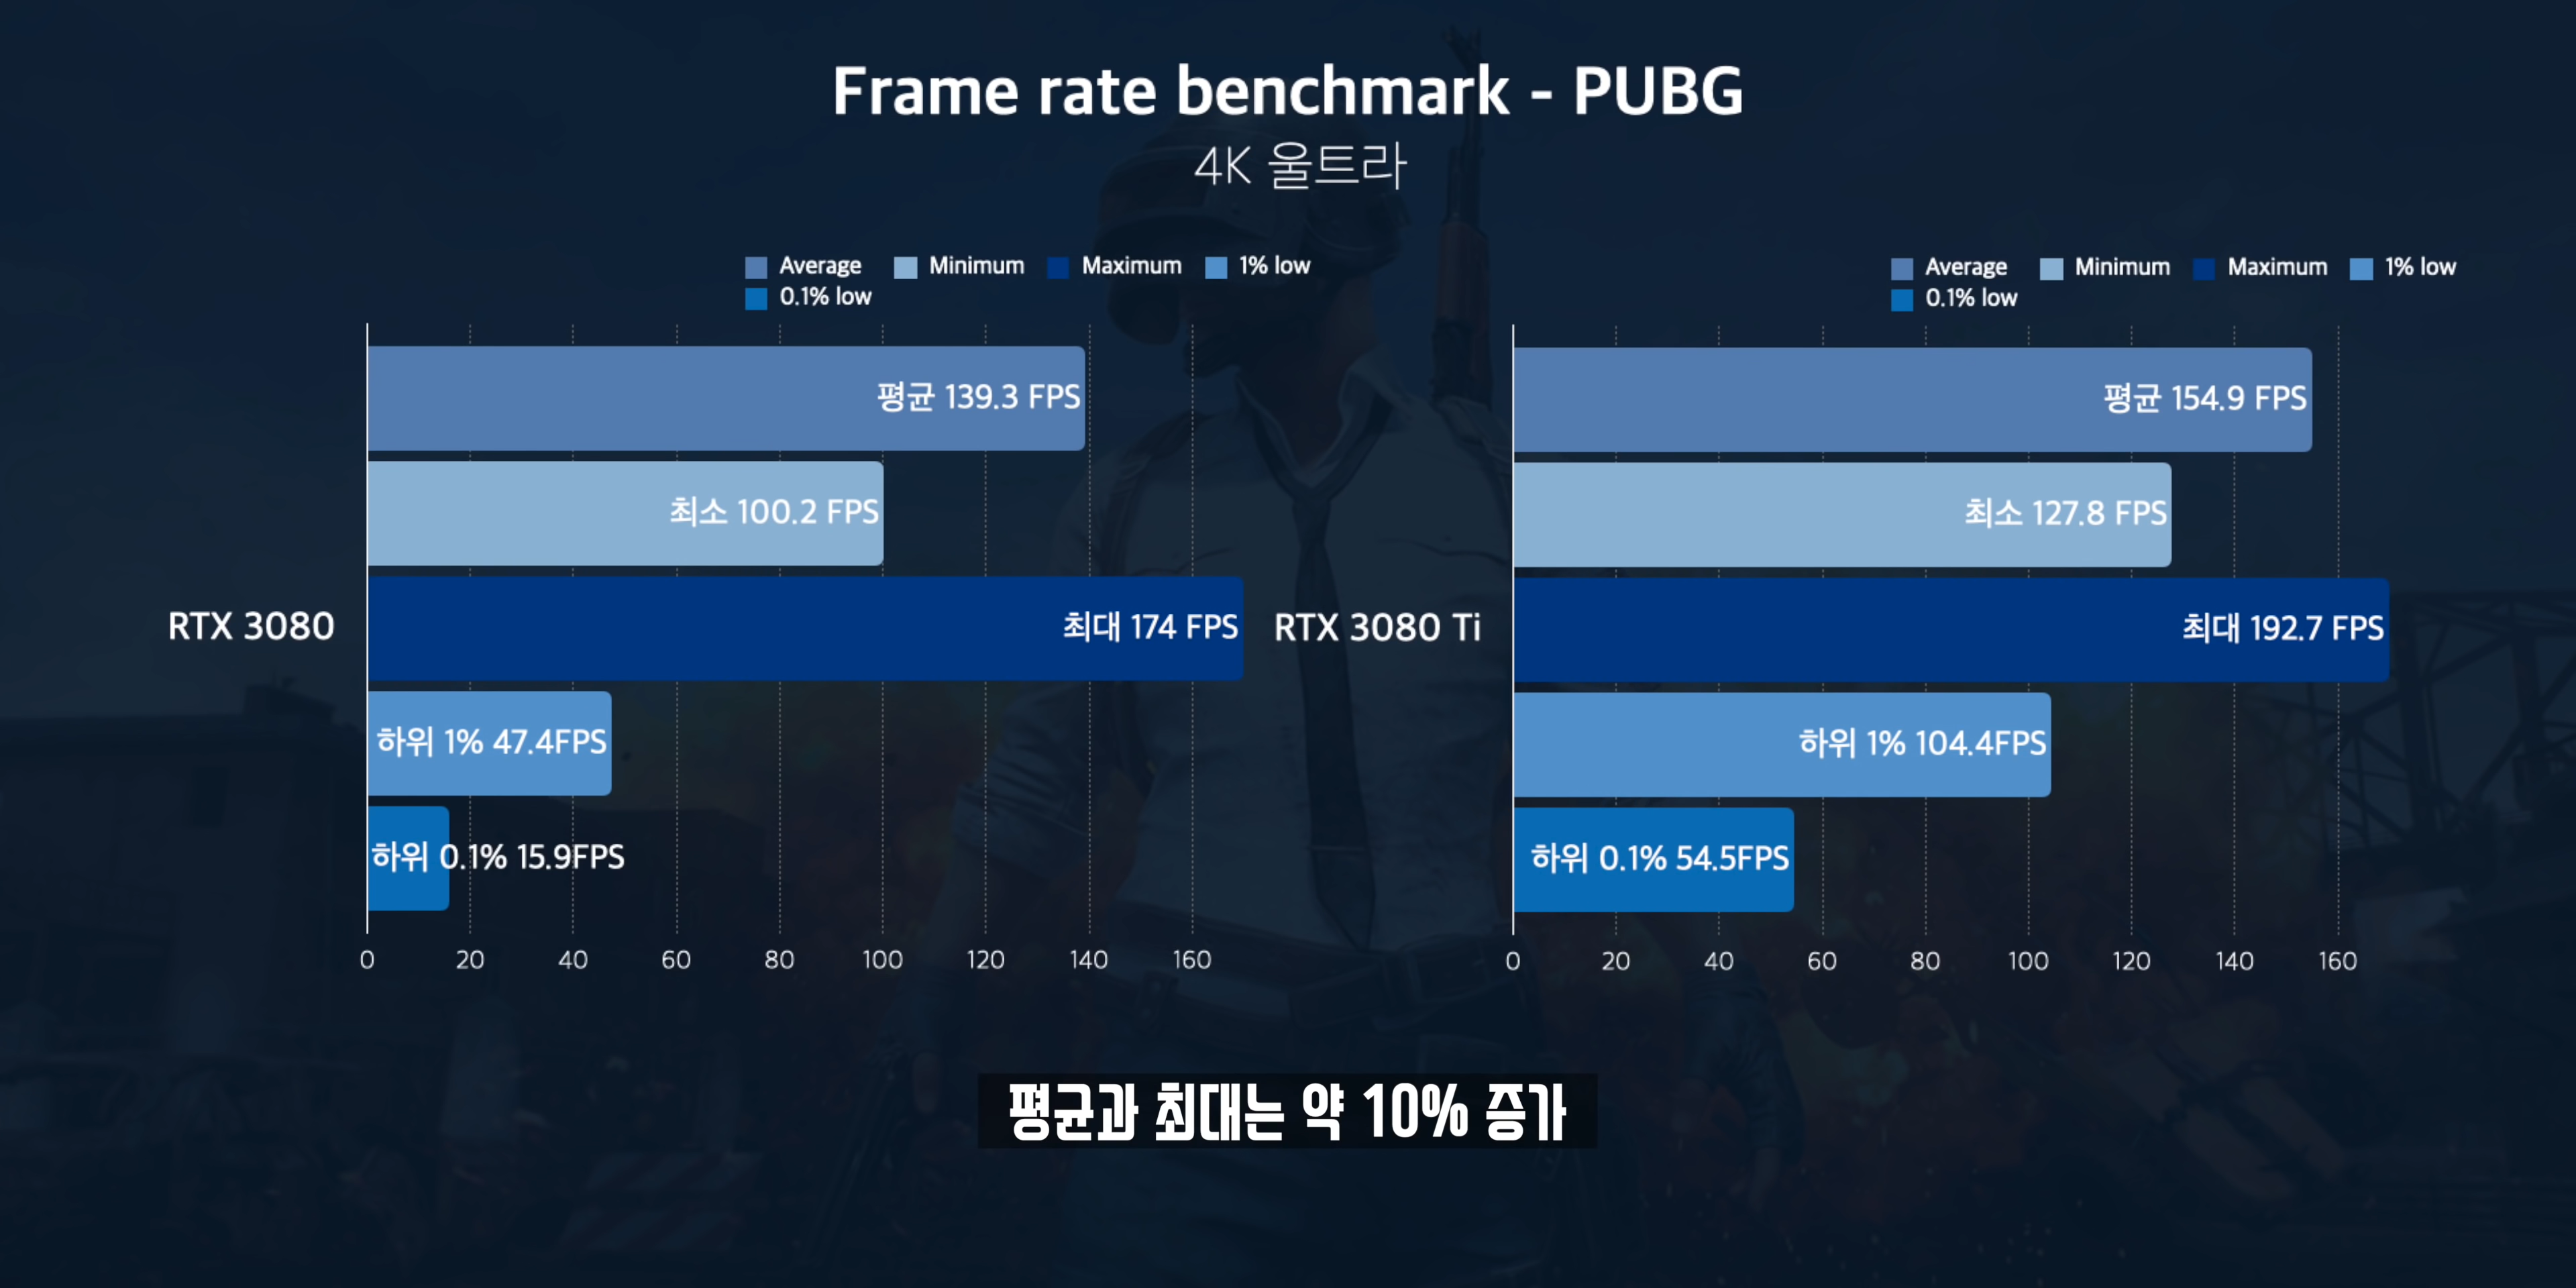 Frame rate benchmark - PUBG
4K 울트라
Average Minimum Maximum 1% low
0.1% low
RTX 3080
평균 139.3 FPS
최소 100.2 FPS
최대 174 FPS
하위 1% 47.4FPS
하위 0.1% 15.9FPS
0 20 40 60 80 100 120 140 160
Average Minimum Maximum 1% low
0.1% low
RTX 3080 Ti
평균 154.9 FPS
최소 127.8 FPS
최대 192.7 FPS
하위 1% 104.4FPS
하위 0.1% 54.5FPS
0 20 40 60 80 100 120 140 160
평균과 최대는 약 10% 증가